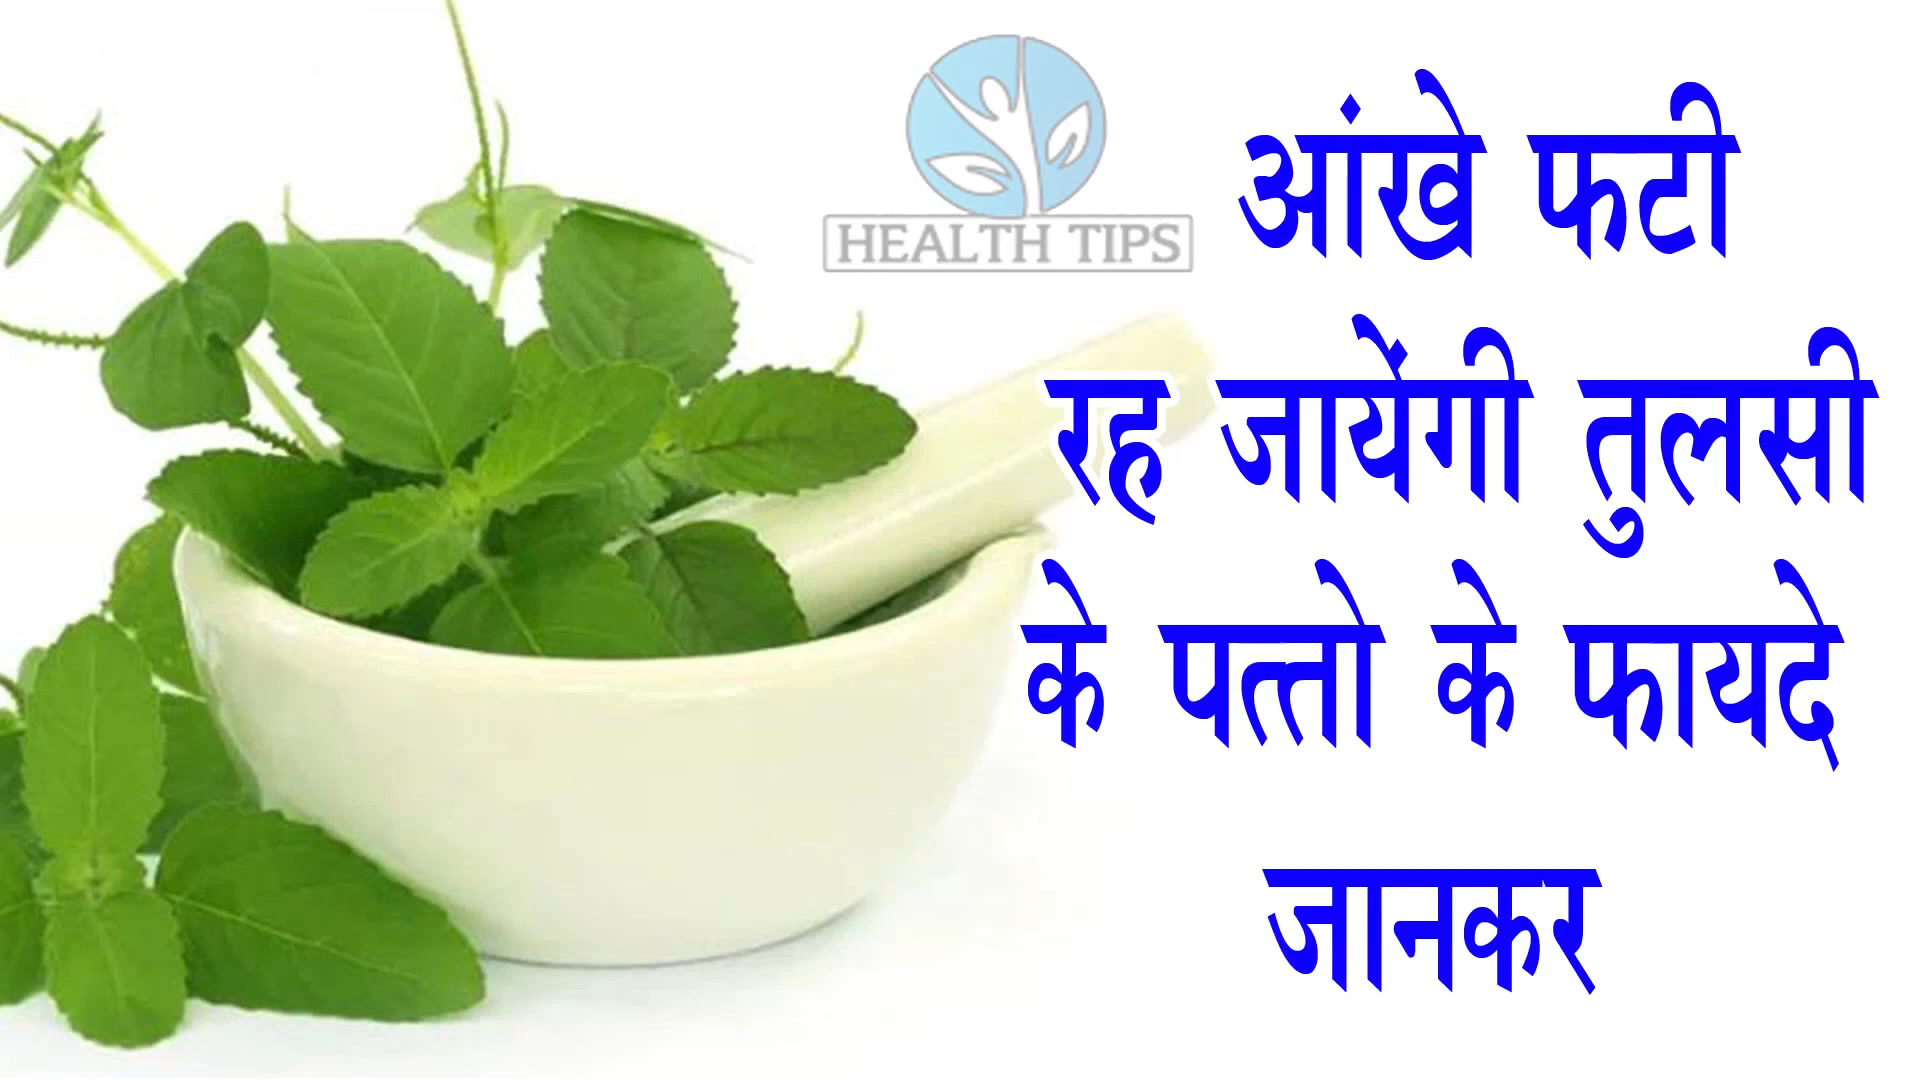 HEALTH TIPS
आंखे फटी
रह जायेंगी तुलसी
के पत्तो के फायदे
जानकर